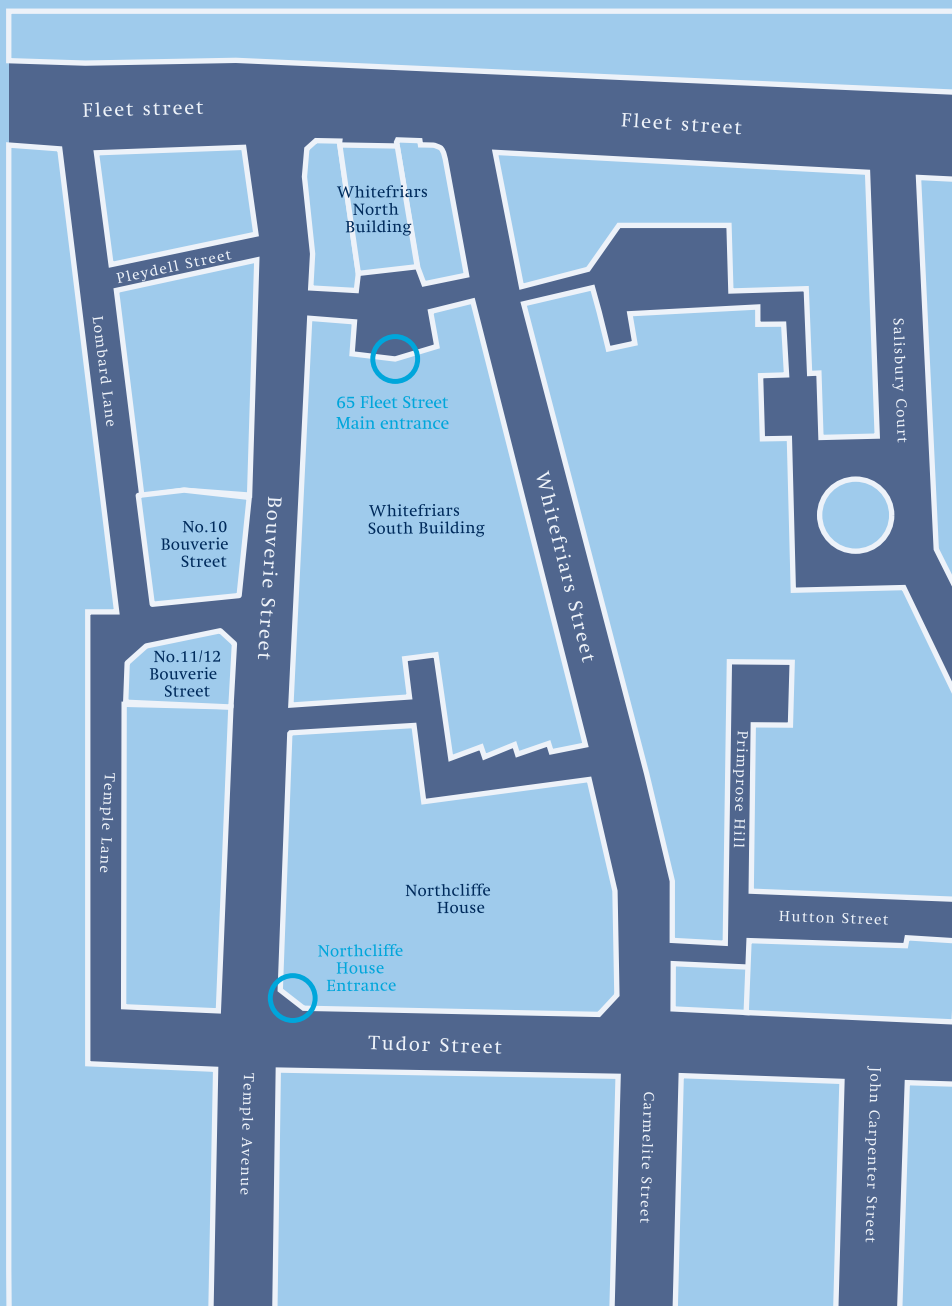 Fleet street
Fleet street
Whitefriars
North
Building
Pleydell Street
Lombard Lane
Salisbury Court
65 Fleet Street
Main entrance
Whitefriars
South Building
Bouverie Street
Whitefriars Street
No.10
Bouverie
Street
No.11/12
Bouverie
Street
Temple Lane
Primprose Hill
Northcliffe
House
Hutton Street
Northcliffe
House
Entrance
Tudor Street
Temple Avenue
Carmelite Street
John Carpenter Street